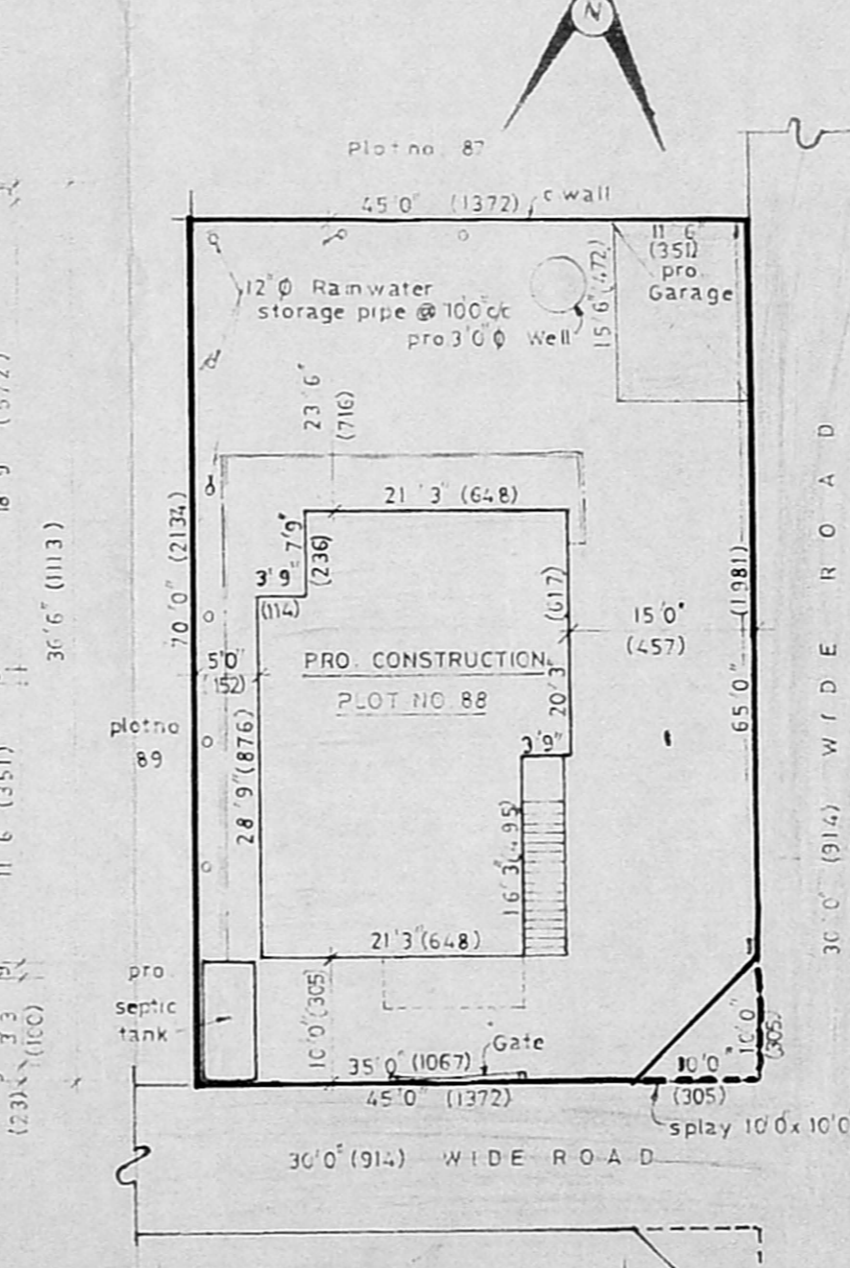 N
Plot no. 87
45'0" (1372)
c wall
12"Ø Rainwater
storage pipe @ 100"c/c
pro 3'0"Ø Well
15'6" (472)
11'6"
(351)
pro.
Garage
23'6"
(716)
21'3" (648)
7'9"
(236)
3'9"
(114)
70'0" (2134)
36'6" (1113)
(617)
20'3"
15'0"
(457)
65'0" (1981)
5'0"
(152)
PRO. CONSTRUCTION
PLOT NO. 88
plot no
89
28'9" (876)
3'9"
16'3" (495)
21'3" (648)
30'0" (914) WIDE ROAD
pro
septic
tank
10'0" (305)
35'0" (1067)
Gate
45'0" (1372)
10'0"
(305)
10'0"
(305)
splay 10'0 x 10'0
30'0" (914) WIDE ROAD
(100)
(23)